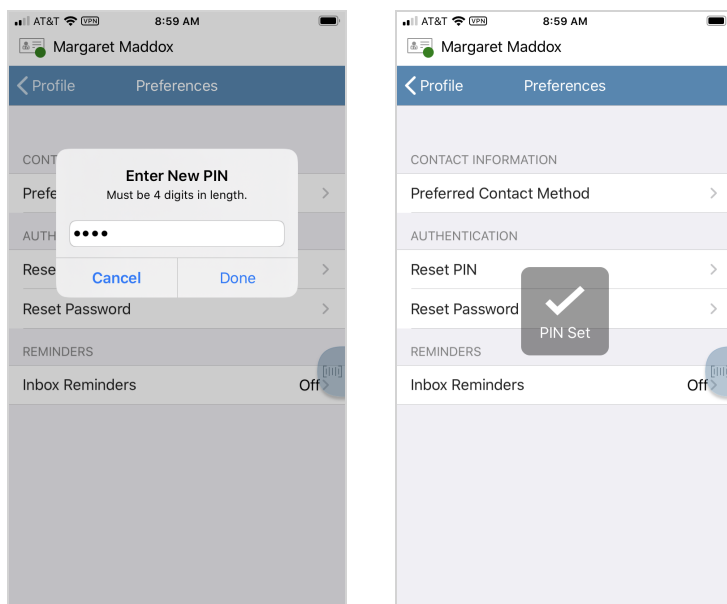 AT&T VPN 8:59 AM
Margaret Maddox
Profile Preferences
CONT
Enter New PIN
Must be 4 digits in length.
Prefe
AUTH
••••
Rese
Cancel Done
Reset Password
REMINDERS
Inbox Reminders Off
AT&T VPN 8:59 AM
Margaret Maddox
Profile Preferences
CONTACT INFORMATION
Preferred Contact Method
AUTHENTICATION
Reset PIN
Reset Password
PIN Set
REMINDERS
Inbox Reminders Off